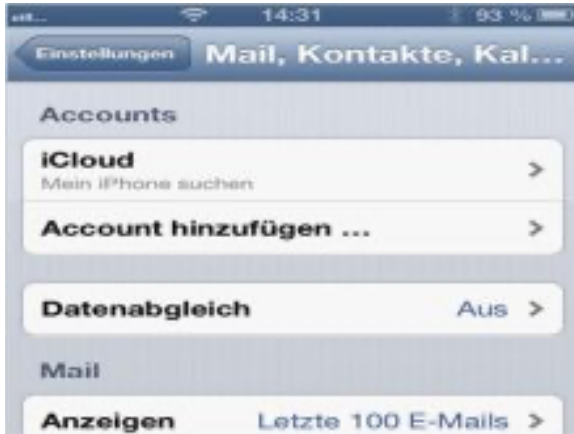 14:31 93 %
Einstellungen Mail, Kontakte, Kal...
Accounts
iCloud
Mein iPhone suchen
Account hinzufügen ...
Datenabgleich Aus
Mail
Anzeigen Letzte 100 E-Mails